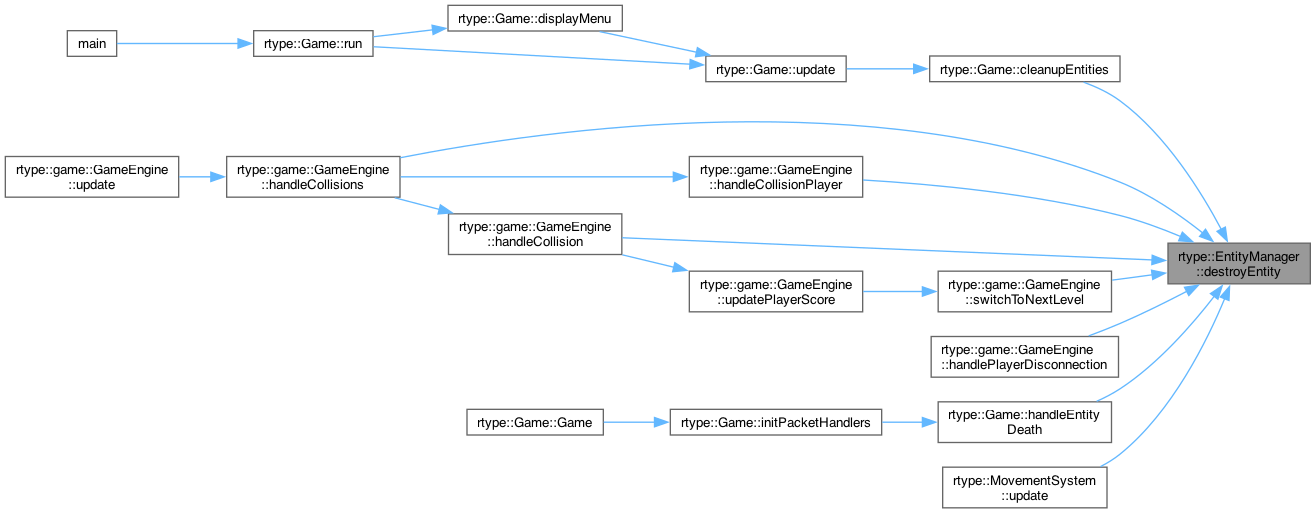 rtype::Game::displayMenu
main
rtype::Game::run
rtype::Game::update
rtype::Game::cleanupEntities
rtype::game::GameEngine
::update
rtype::game::GameEngine
::handleCollisions
rtype::game::GameEngine
::handleCollisionPlayer
rtype::game::GameEngine
::handleCollision
rtype::EntityManager
::destroyEntity
rtype::game::GameEngine
::updatePlayerScore
rtype::game::GameEngine
::switchToNextLevel
rtype::game::GameEngine
::handlePlayerDisconnection
rtype::Game::Game
rtype::Game::initPacketHandlers
rtype::Game::handleEntity
Death
rtype::MovementSystem
::update